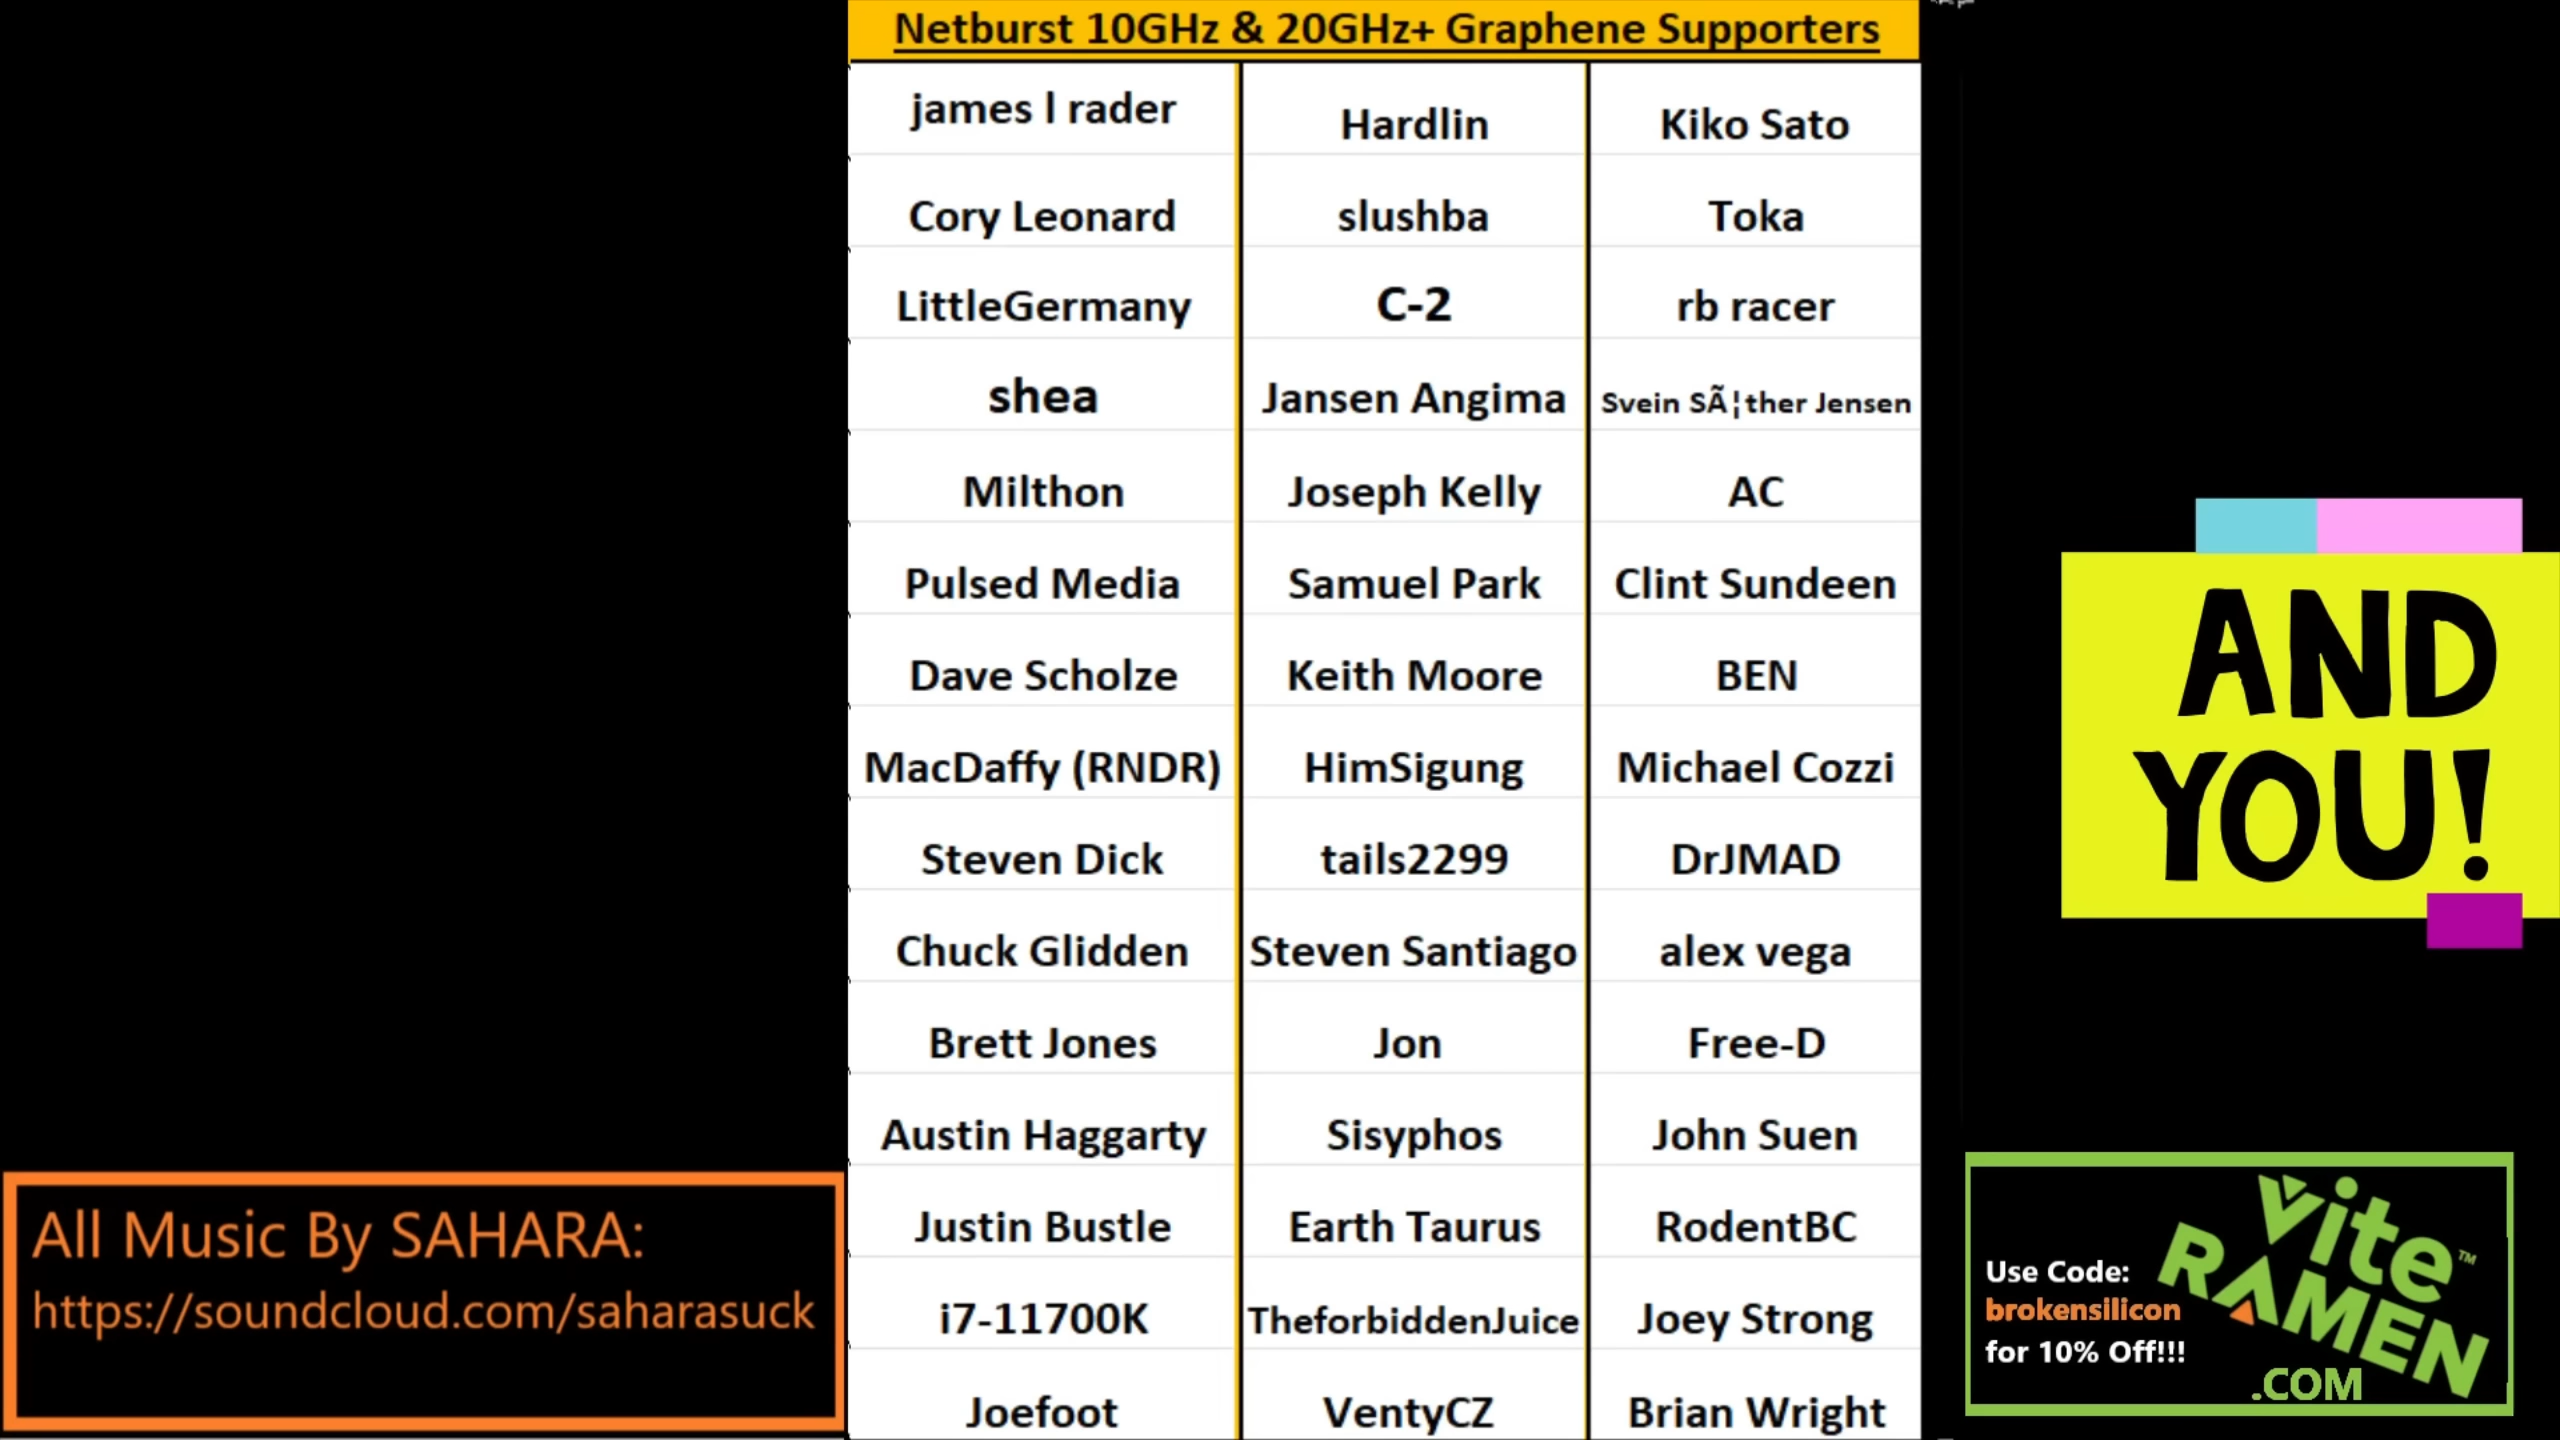 Netburst 10GHz & 20GHz+ Graphene Supporters
james l rader Hardlin Kiko Sato
Cory Leonard slushba Toka
LittleGermany C-2 rb racer
shea Jansen Angima Svein SÃ¦ther Jensen
Milthon Joseph Kelly AC
Pulsed Media Samuel Park Clint Sundeen
Dave Scholze Keith Moore BEN
MacDaffy (RNDR) HimSigung Michael Cozzi
Steven Dick tails2299 DrJMAD
Chuck Glidden Steven Santiago alex vega
Brett Jones Jon Free-D
Austin Haggarty Sisyphos John Suen
Justin Bustle Earth Taurus RodentBC
i7-11700K TheforbiddenJuice Joey Strong
Joefoot VentyCZ Brian Wright
All Music By SAHARA:
https://soundcloud.com/saharasuck
AND
YOU!
Use Code:
brokensilicon
for 10% Off!!!
Vite™
RAMEN
.COM